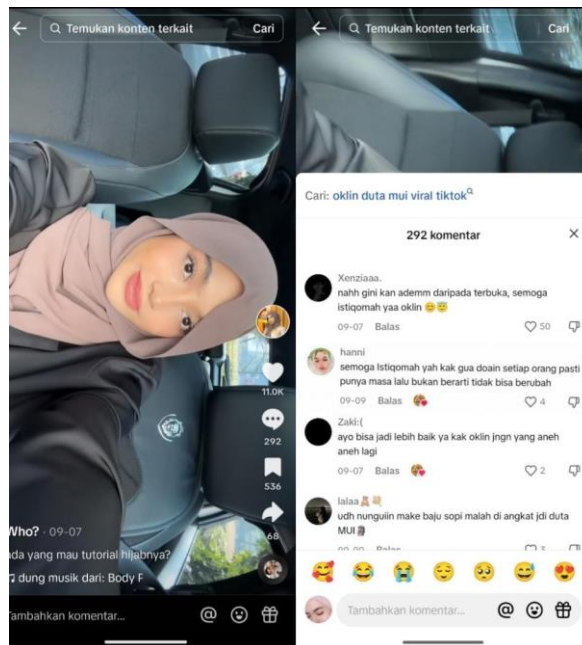 Temukan konten terkait
Cari
11.0K
292
536
Who? · 09-07
ada yang mau tutorial hijabnya?
dung musik dari: Body F
Tambahkan komentar...
Temukan konten terkait
Cari
Cari: oklin duta mui viral tiktok
292 komentar
Xenziaaa.
nahh gini kan ademm daripada terbuka, semoga
istiqomah yaa oklin 😊😇
09-07 Balas
50
hanni
semoga Istiqomah yah kak gua doain setiap orang pasti
punya masa lalu bukan berarti tidak bisa berubah
09-09 Balas
4
Zaki:(
ayo bisa jadi lebih baik ya kak oklin jngn yang aneh
aneh lagi
09-07 Balas
2
lalaa
udh nunguiin make baju sopi malah di angkat jdi duta
MUI🗿
Tambahkan komentar...